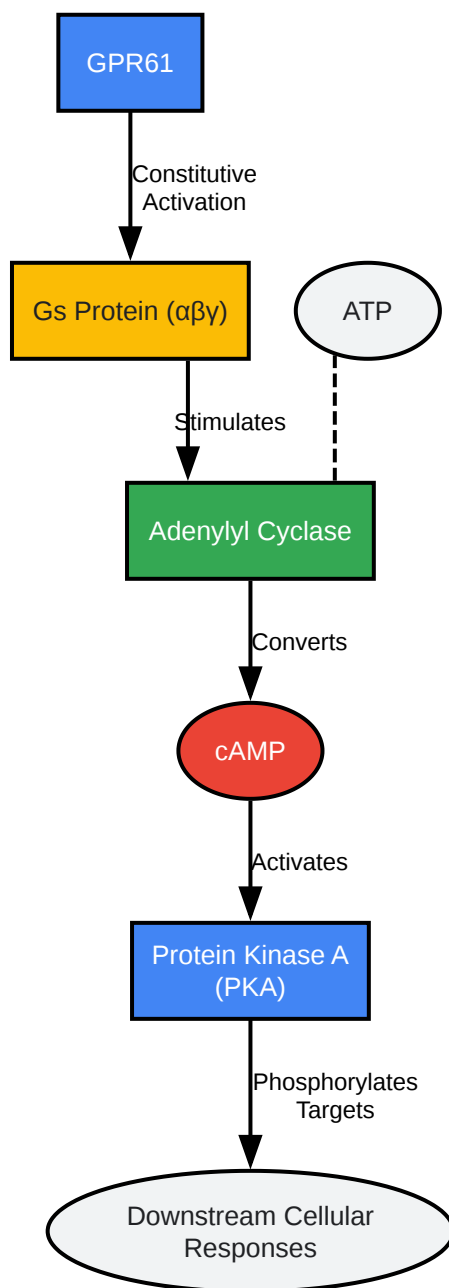 GPR61
Constitutive
Activation
Gs Protein (αβγ)
ATP
Stimulates
Adenylyl Cyclase
Converts
cAMP
Activates
Protein Kinase A
(PKA)
Phosphorylates
Targets
Downstream Cellular
Responses